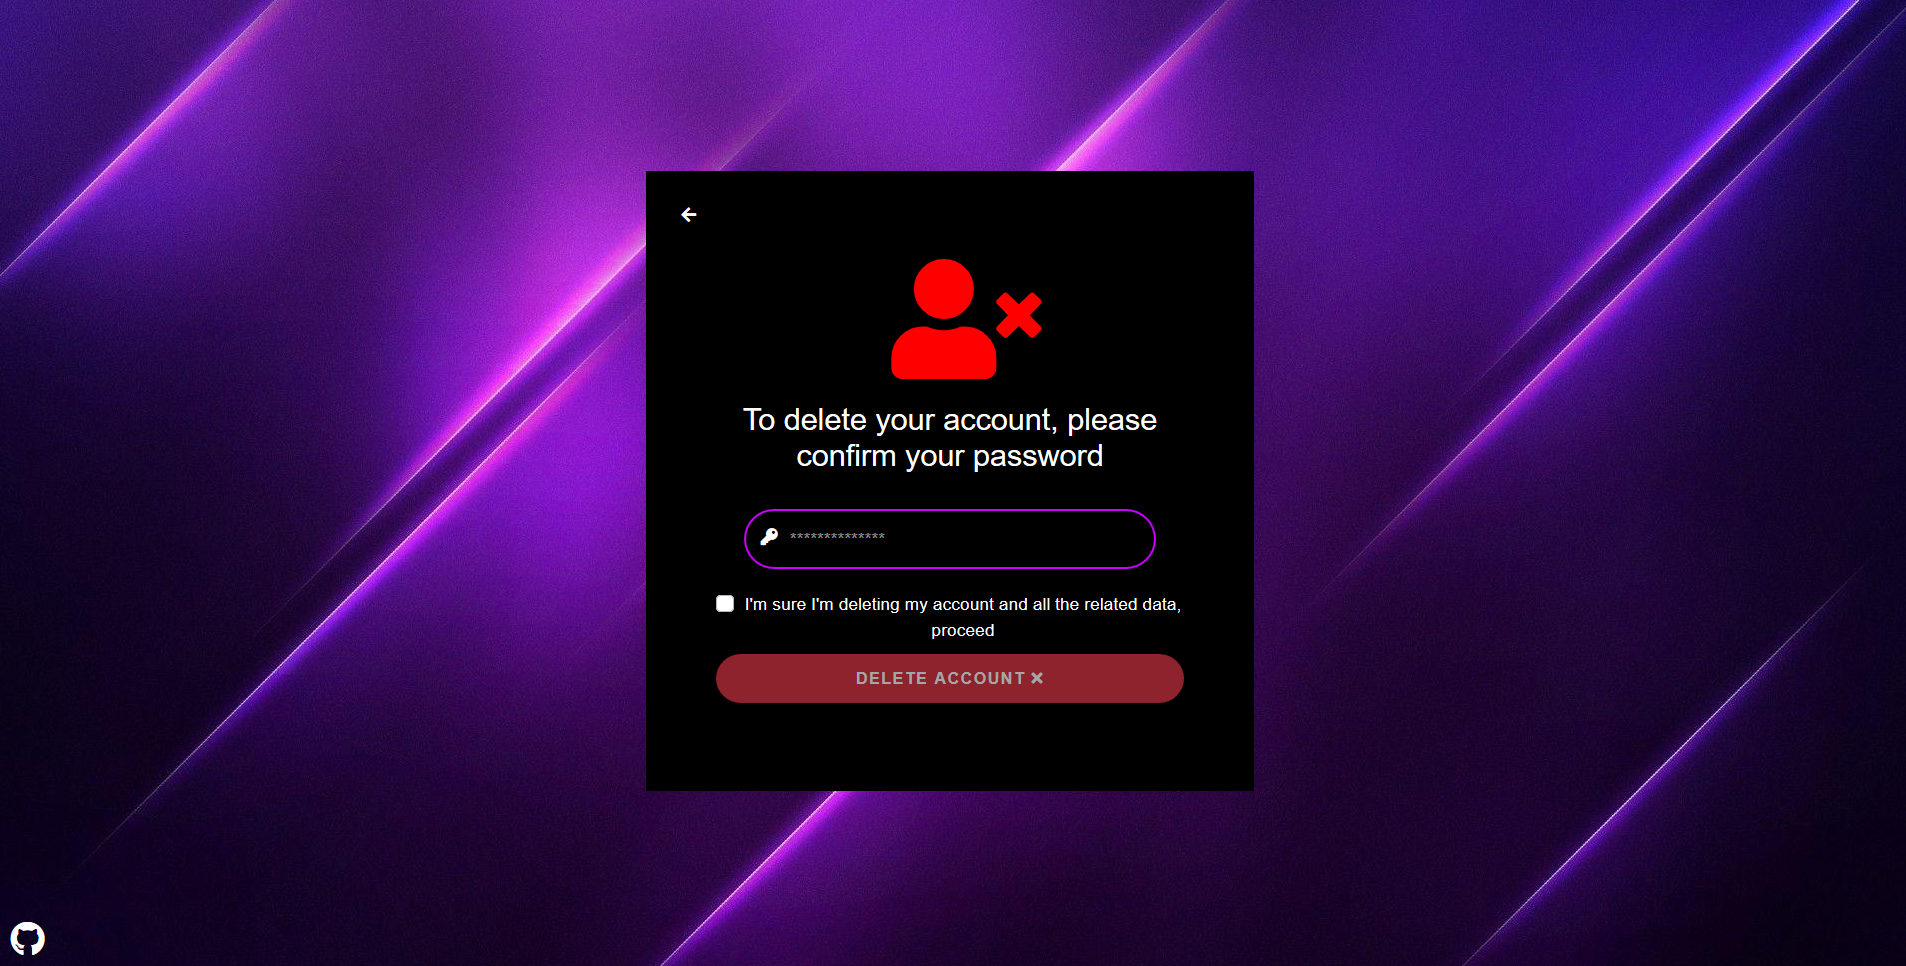 To delete your account, please
confirm your password
**************
I'm sure I'm deleting my account and all the related data,
proceed
DELETE ACCOUNT